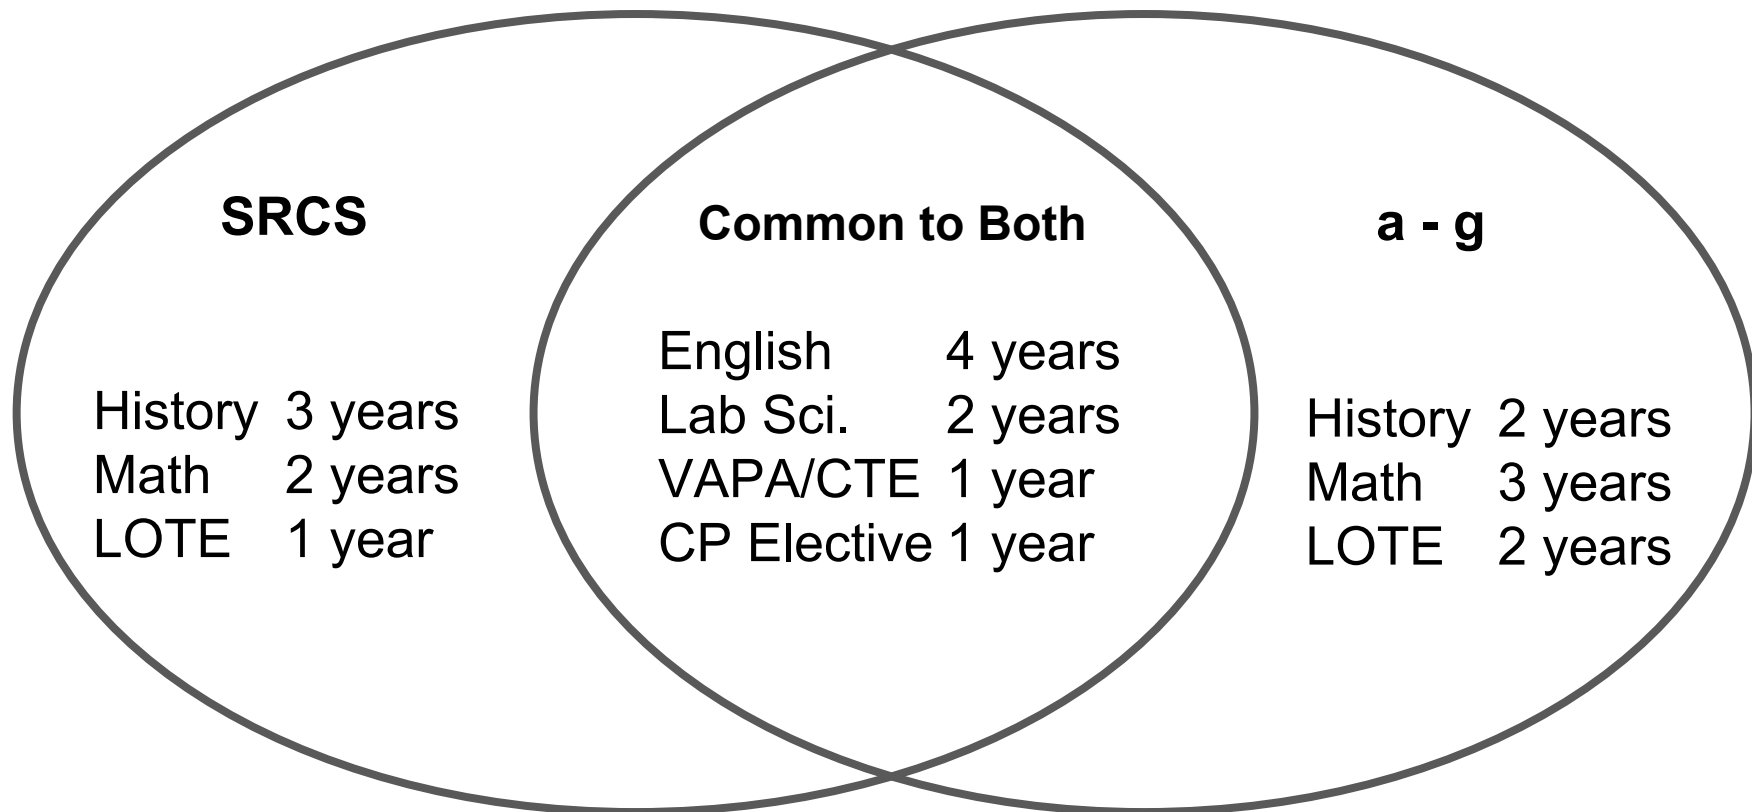 SRCS
History 3 years
Math 2 years
LOTE 1 year
Common to Both
English 4 years
Lab Sci. 2 years
VAPA/CTE 1 year
CP Elective 1 year
a - g
History 2 years
Math 3 years
LOTE 2 years